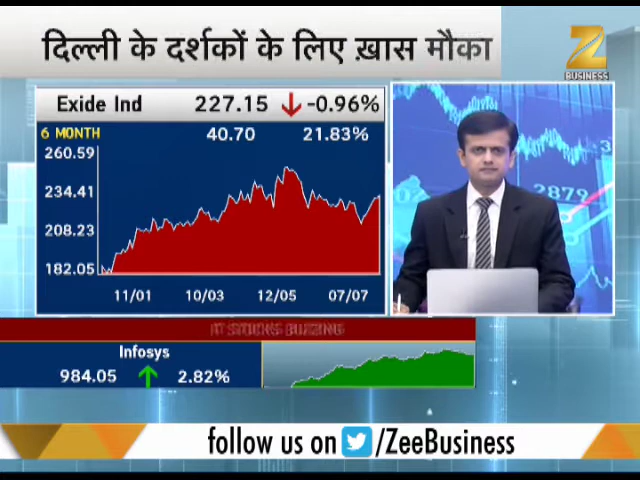 दिल्ली के दर्शकों के लिए ख़ास मौका
Z
BUSINESS
Exide Ind 227.15 -0.96%
6 MONTH 40.70 21.83%
260.59
234.41
208.23
182.05
11/01 10/03 12/05 07/07
2879
IT STOCKS BUZZING
Infosys
984.05 2.82%
follow us on /ZeeBusiness